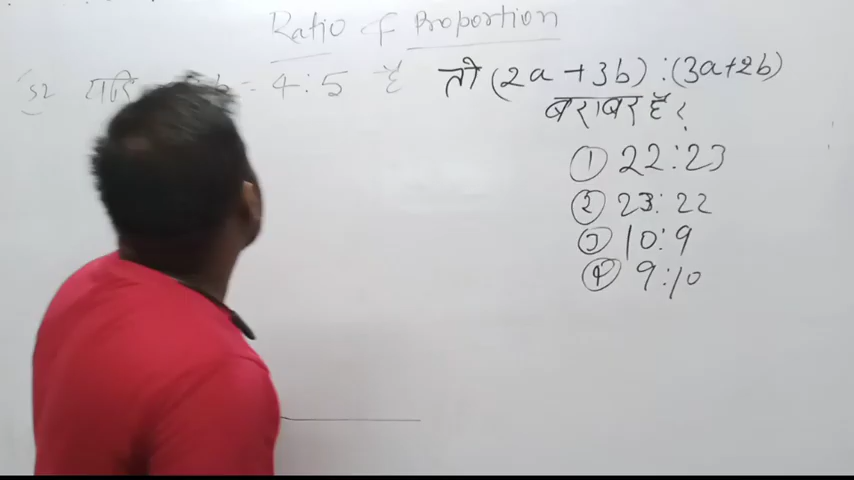 Ratio of Proportion
यदि b = 4:5 है तो (2a + 3b) : (3a+2b)
बराबर है ?
① 22:23
② 23:22
③ 10:9
④ 9:10